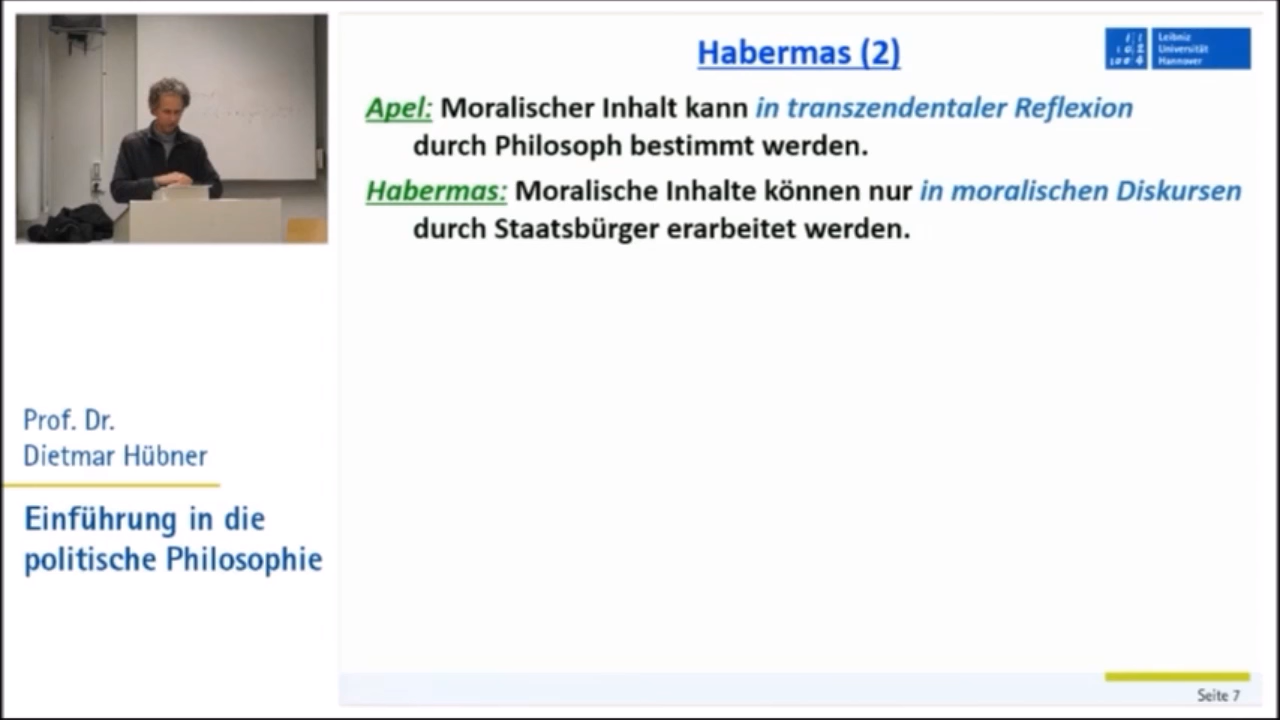 Habermas (2)
Leibniz
Universität
Hannover
Apel: Moralischer Inhalt kann in transzendentaler Reflexion
durch Philosoph bestimmt werden.
Habermas: Moralische Inhalte können nur in moralischen Diskursen
durch Staatsbürger erarbeitet werden.
Prof. Dr.
Dietmar Hübner
Einführung in die
politische Philosophie
Seite 7